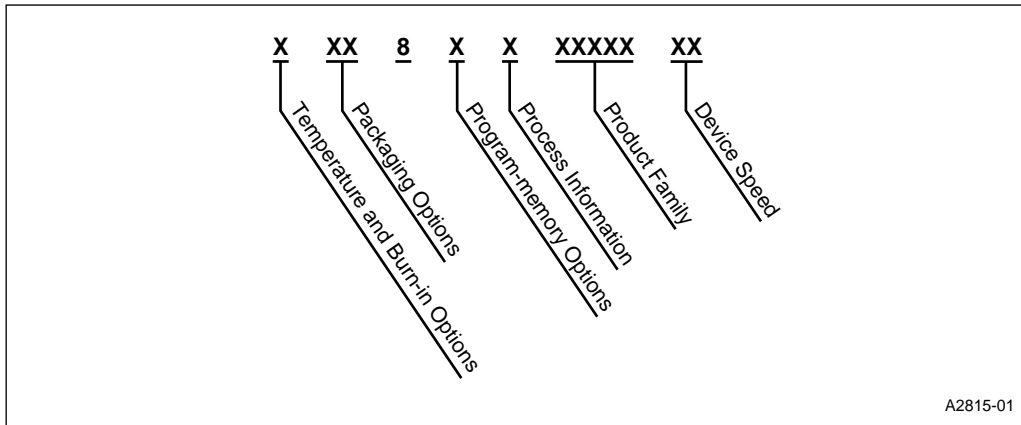 X XX 8 X X XXXXX XX
Temperature and Burn-in Options
Packaging Options
Program-memory Options
Process Information
Product Family
Device Speed
A2815-01